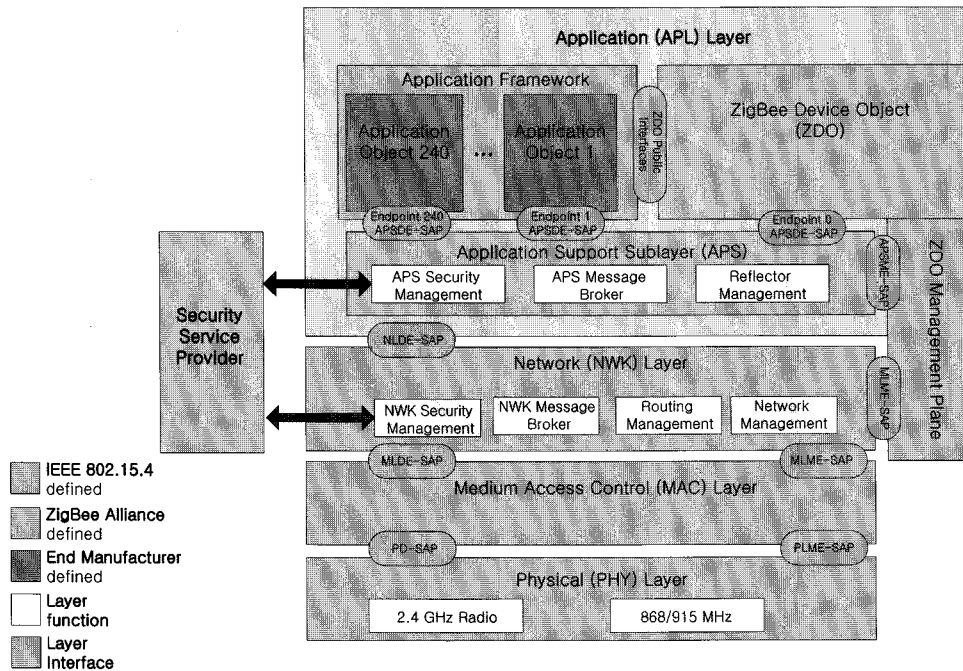 Application (APL) Layer
Application Framework
Application
Object 240
...
Application
Object 1
ZDO Public
Interfaces
ZigBee Device Object
(ZDO)
Endpoint 240
APSDE-SAP
Endpoint 1
APSDE-SAP
Endpoint 0
APSDE-SAP
Application Support Sublayer (APS)
APS Security
Management
APS Message
Broker
Reflector
Management
APSME-SAP
ZDO Management Plane
Security
Service
Provider
NLDE-SAP
Network (NWK) Layer
NWK Security
Management
NWK Message
Broker
Routing
Management
Network
Management
MLME-SAP
MLDE-SAP
MLME-SAP
Medium Access Control (MAC) Layer
PD-SAP
PLME-SAP
Physical (PHY) Layer
2.4 GHz Radio
868/915 MHz
IEEE 802.15.4
defined
ZigBee Alliance
defined
End Manufacturer
defined
Layer
function
Layer
Interface